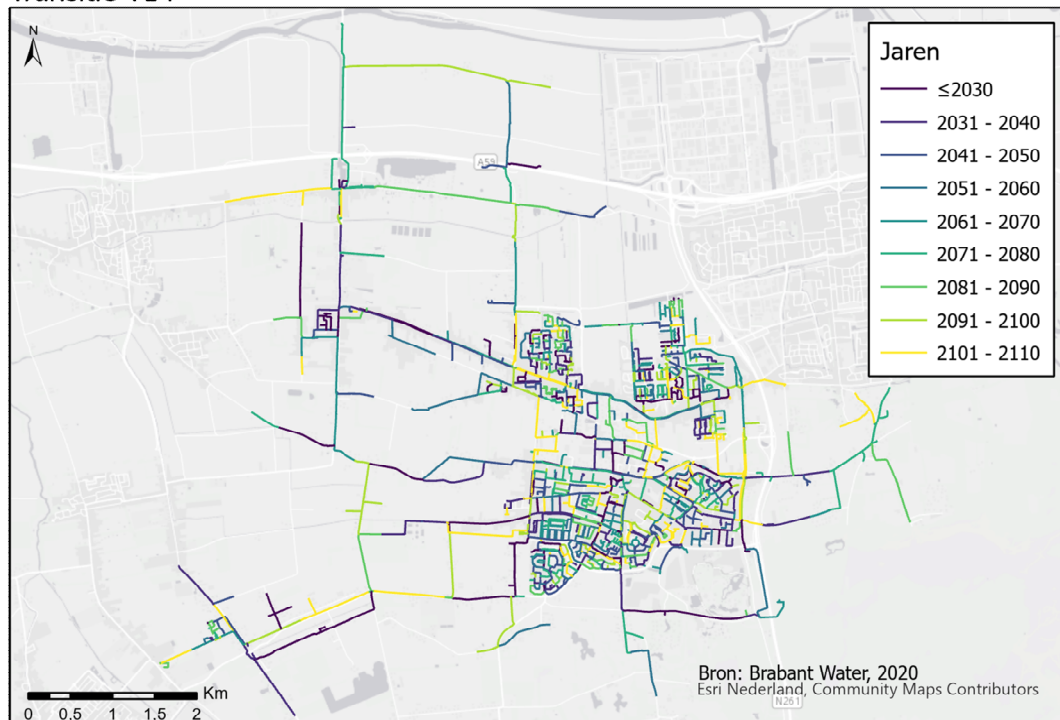 N
Jaren
≤2030
2031 - 2040
2041 - 2050
2051 - 2060
2061 - 2070
2071 - 2080
2081 - 2090
2091 - 2100
2101 - 2110
A59
Bron: Brabant Water, 2020
Esri Nederland, Community Maps Contributors
N261
Km
0 0.5 1 1.5 2